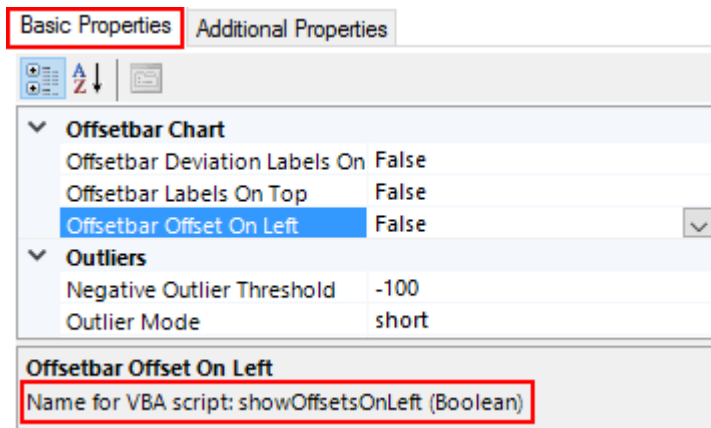 Basic Properties Additional Properties
A
Z
Offsetbar Chart
Offsetbar Deviation Labels On False
Offsetbar Labels On Top False
Offsetbar Offset On Left False
Outliers
Negative Outlier Threshold -100
Outlier Mode short
Offsetbar Offset On Left
Name for VBA script: showOffsetsOnLeft (Boolean)